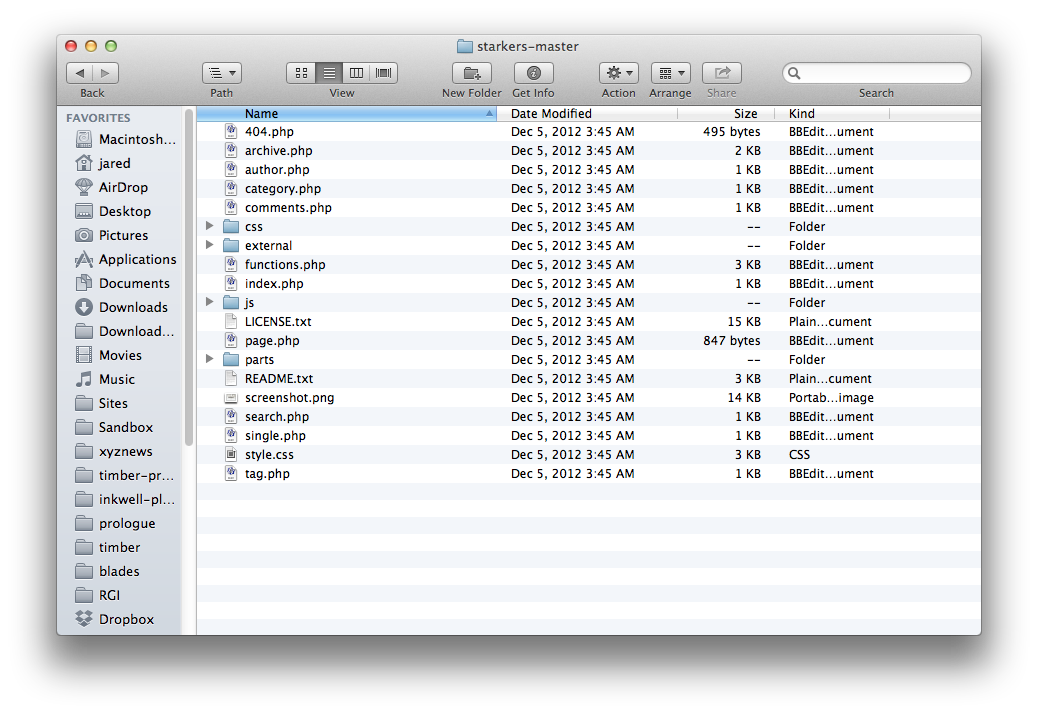 starkers-master
Back Path View New Folder Get Info Action Arrange Share Search
FAVORITES
Macintosh...
jared
AirDrop
Desktop
Pictures
Applications
Documents
Downloads
Download...
Movies
Music
Sites
Sandbox
xyznews
timber-pr...
inkwell-pl...
prologue
timber
blades
RGI
Dropbox
Name Date Modified Size Kind
404.php Dec 5, 2012 3:45 AM 495 bytes BBEdit...ument
archive.php Dec 5, 2012 3:45 AM 2 KB BBEdit...ument
author.php Dec 5, 2012 3:45 AM 1 KB BBEdit...ument
category.php Dec 5, 2012 3:45 AM 1 KB BBEdit...ument
comments.php Dec 5, 2012 3:45 AM 1 KB BBEdit...ument
css Dec 5, 2012 3:45 AM -- Folder
external Dec 5, 2012 3:45 AM -- Folder
functions.php Dec 5, 2012 3:45 AM 3 KB BBEdit...ument
index.php Dec 5, 2012 3:45 AM 1 KB BBEdit...ument
js Dec 5, 2012 3:45 AM -- Folder
LICENSE.txt Dec 5, 2012 3:45 AM 15 KB Plain...cument
page.php Dec 5, 2012 3:45 AM 847 bytes BBEdit...ument
parts Dec 5, 2012 3:45 AM -- Folder
README.txt Dec 5, 2012 3:45 AM 3 KB Plain...cument
screenshot.png Dec 5, 2012 3:45 AM 14 KB Portab...image
search.php Dec 5, 2012 3:45 AM 1 KB BBEdit...ument
single.php Dec 5, 2012 3:45 AM 1 KB BBEdit...ument
style.css Dec 5, 2012 3:45 AM 3 KB CSS
tag.php Dec 5, 2012 3:45 AM 1 KB BBEdit...ument